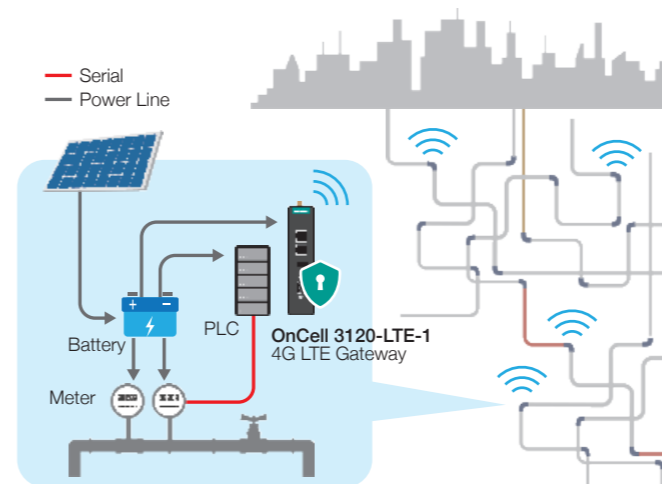 Serial
Power Line
PLC
Battery
OnCell 3120-LTE-1
4G LTE Gateway
Meter